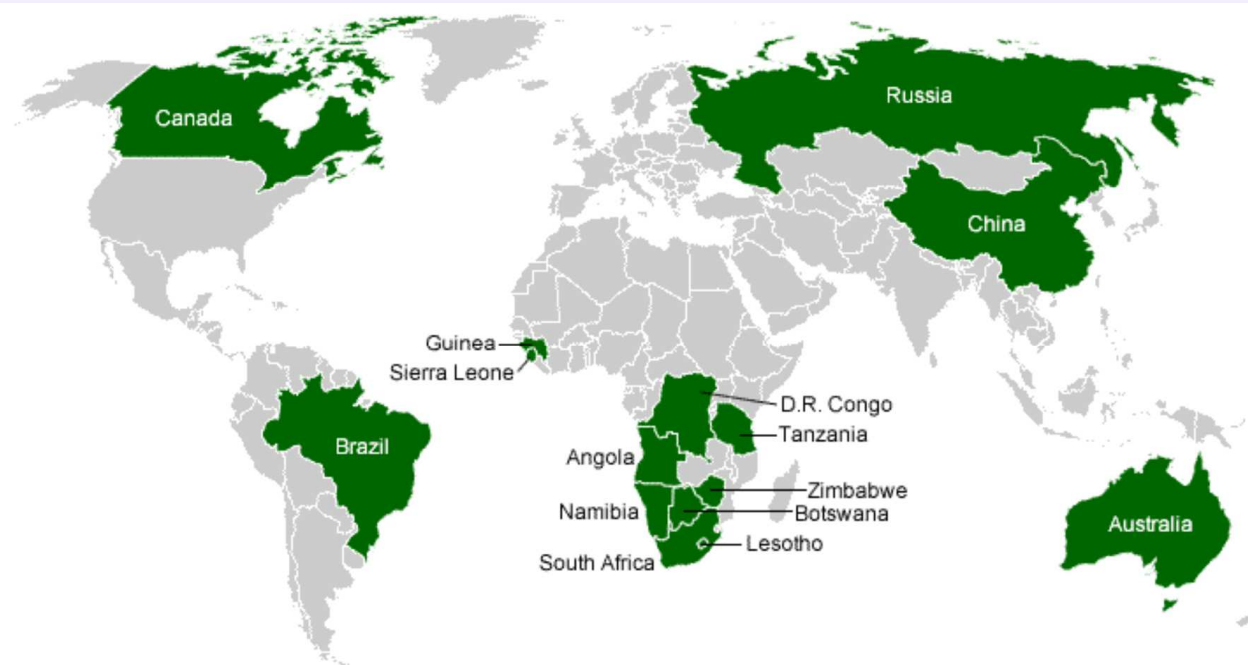 Canada
Russia
China
Guinea
Sierra Leone
D.R. Congo
Tanzania
Brazil
Angola
Zimbabwe
Namibia
Botswana
Australia
Lesotho
South Africa